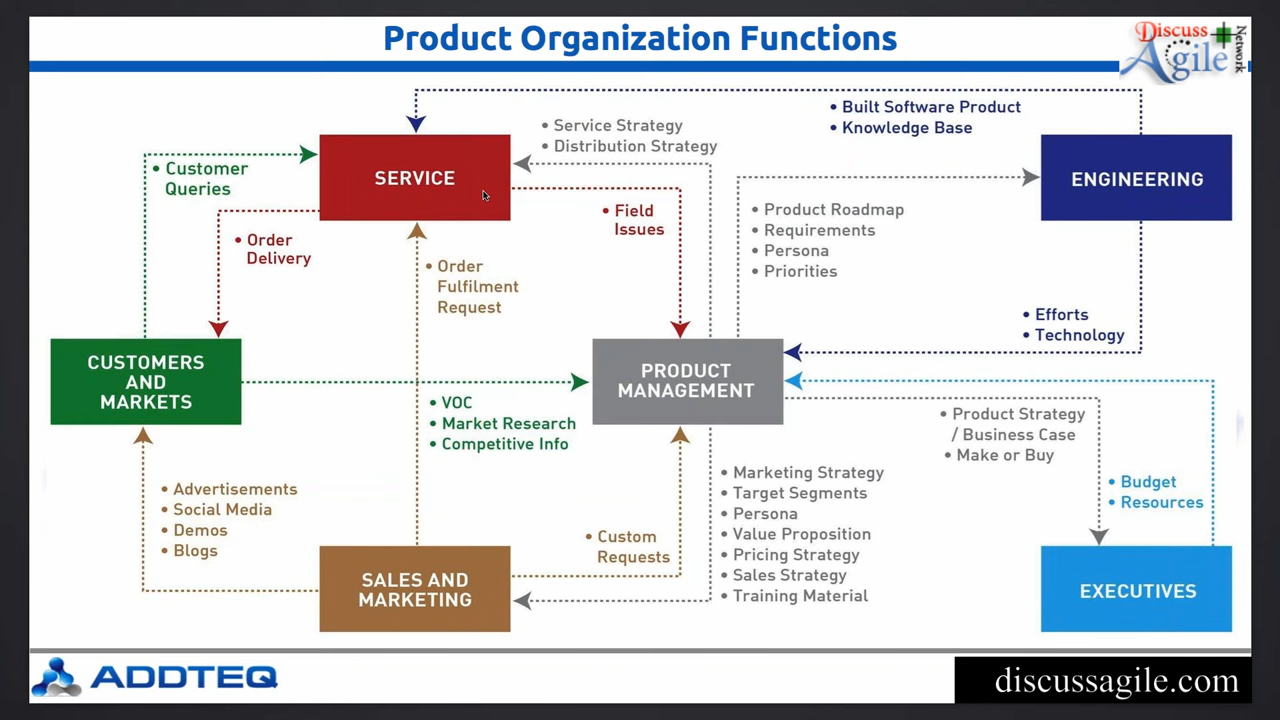 Product Organization Functions
Discuss
Agile
Network
• Built Software Product
• Knowledge Base
• Service Strategy
• Distribution Strategy
SERVICE
ENGINEERING
• Customer
Queries
• Order
Delivery
• Field
Issues
• Product Roadmap
• Requirements
• Persona
• Priorities
• Order
Fulfilment
Request
• Efforts
• Technology
CUSTOMERS
AND
MARKETS
PRODUCT
MANAGEMENT
• VOC
• Market Research
• Competitive Info
• Product Strategy
/ Business Case
• Make or Buy
• Budget
• Resources
• Advertisements
• Social Media
• Demos
• Blogs
• Custom
Requests
• Marketing Strategy
• Target Segments
• Persona
• Value Proposition
• Pricing Strategy
• Sales Strategy
• Training Material
SALES AND
MARKETING
EXECUTIVES
ADDTEQ
discussagile.com